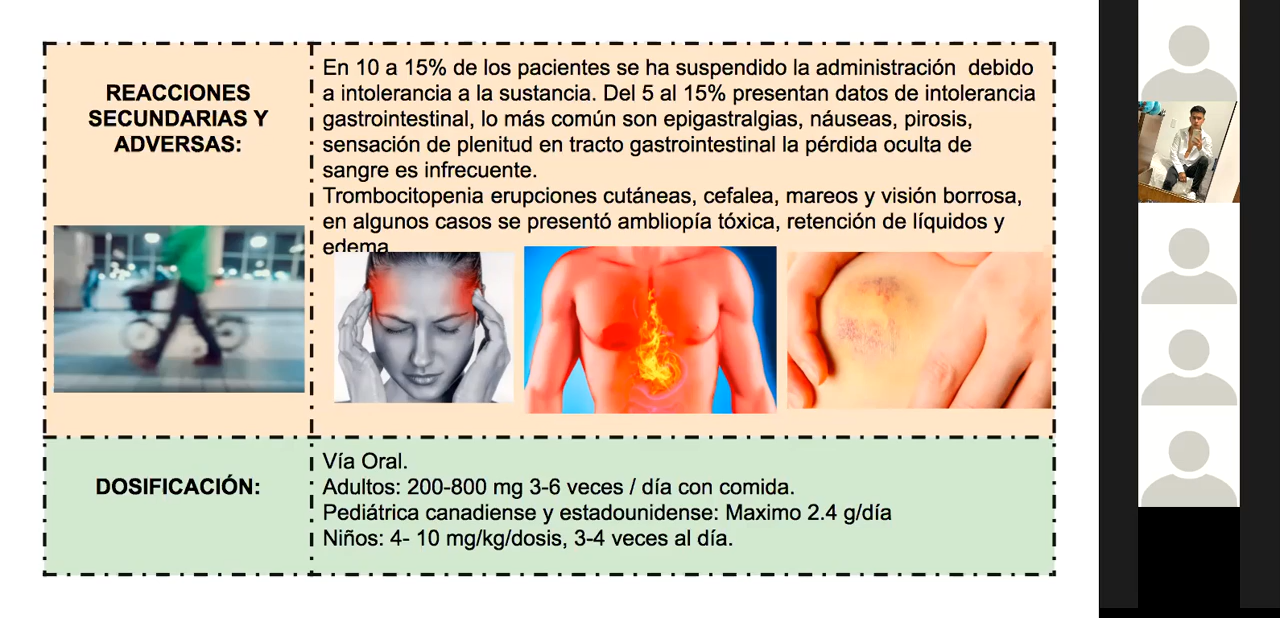 REACCIONES
SECUNDARIAS Y
ADVERSAS:
En 10 a 15% de los pacientes se ha suspendido la administración debido
a intolerancia a la sustancia. Del 5 al 15% presentan datos de intolerancia
gastrointestinal, lo más común son epigastralgias, náuseas, pirosis,
sensación de plenitud en tracto gastrointestinal la pérdida oculta de
sangre es infrecuente.
Trombocitopenia erupciones cutáneas, cefalea, mareos y visión borrosa,
en algunos casos se presentó ambliopía tóxica, retención de líquidos y
edema
DOSIFICACIÓN:
Vía Oral.
Adultos: 200-800 mg 3-6 veces / día con comida.
Pediátrica canadiense y estadounidense: Maximo 2.4 g/día
Niños: 4- 10 mg/kg/dosis, 3-4 veces al día.